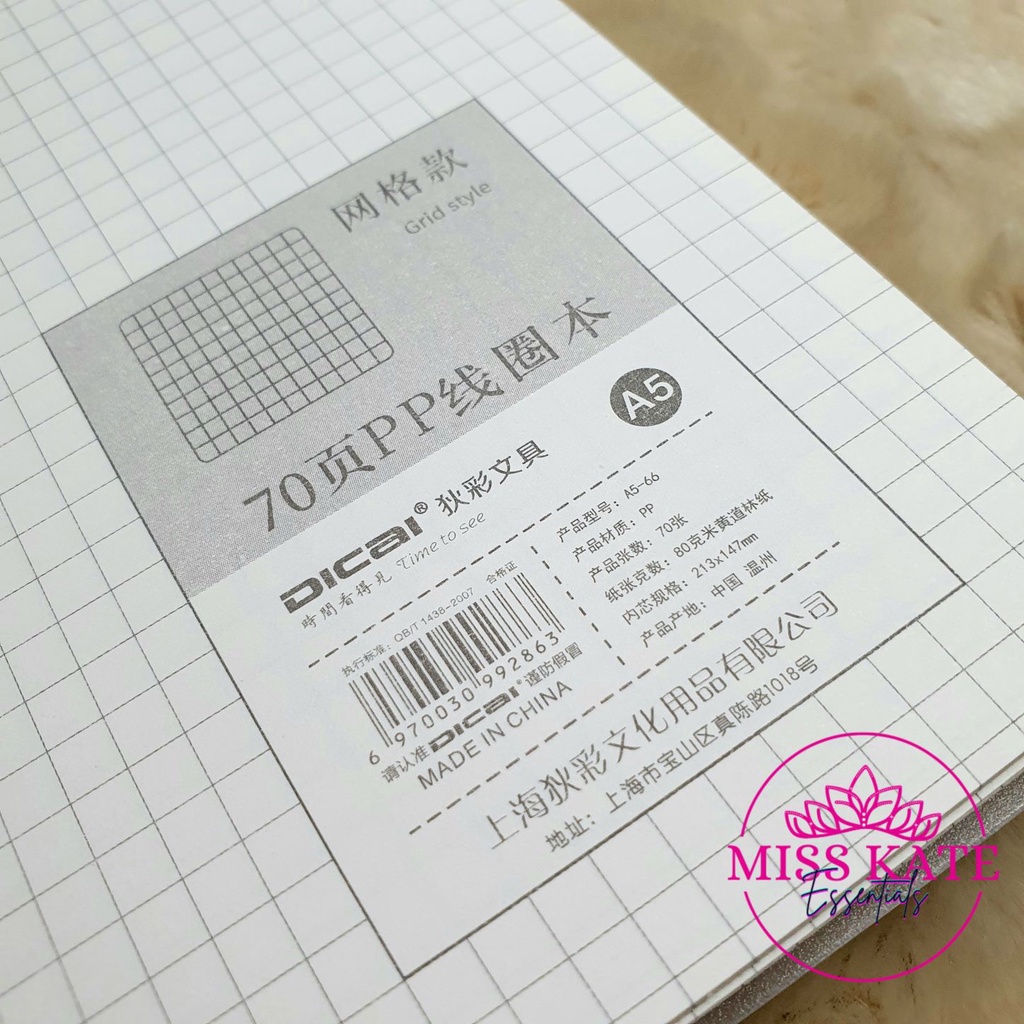 网格款
Grid style
70页PP线圈本
A5
DICAI® 狄彩文具
時間看得見 Time to see
执行标准：QB/T 1438-2007 合格证
6 970030 992863
请认准DICAI®谨防假冒
MADE IN CHINA
产品型号：A5-66
产品材质：PP
产品张数：70张
纸张克数：80克米黄道林纸
内芯规格：213x147mm
产品产地：中国 温州
上海狄彩文化用品有限公司
地址：上海市宝山区真陈路1018号
MISS KATE
Essentials